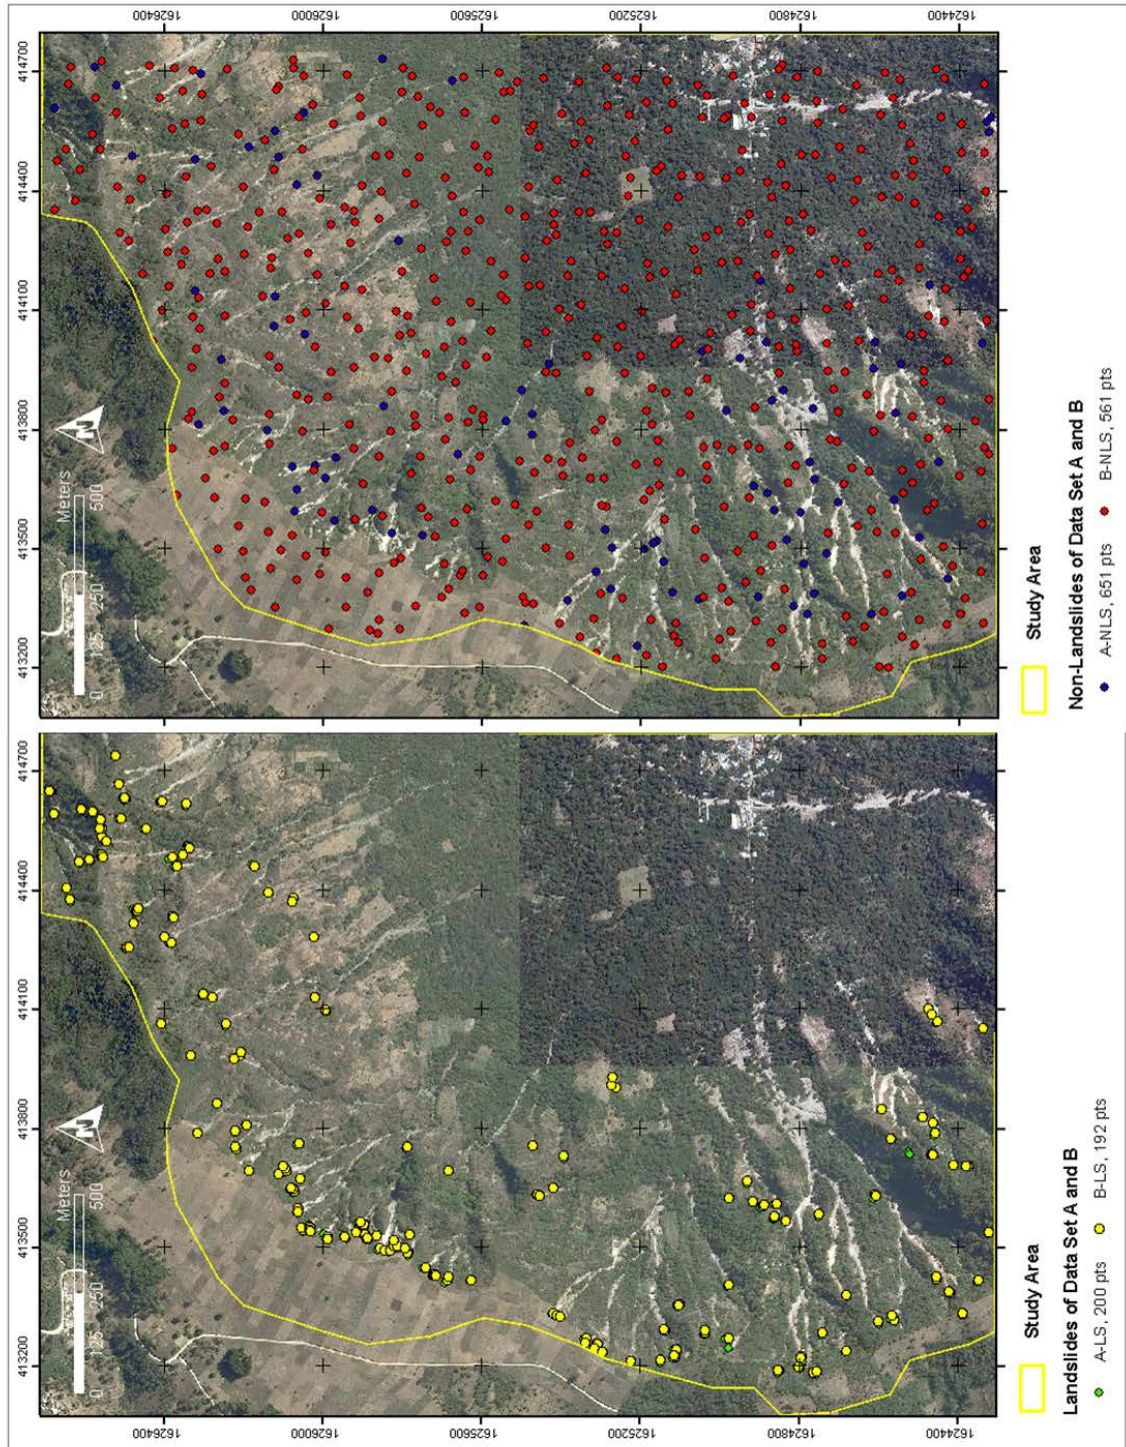 413200 413500 413800 414100 414400 414700
413200 413500 413800 414100 414400 414700
Meters
0 125 250 500
N
Meters
0 125 250 500
N
1626400
1626000
1625600
1625200
1624800
1624400
1626400
1626000
1625600
1625200
1624800
1624400
Study Area
Landslides of Data Set A and B
A-LS, 200 pts B-LS, 192 pts
Study Area
Non-Landslides of Data Set A and B
A-NLS, 651 pts B-NLS, 561 pts